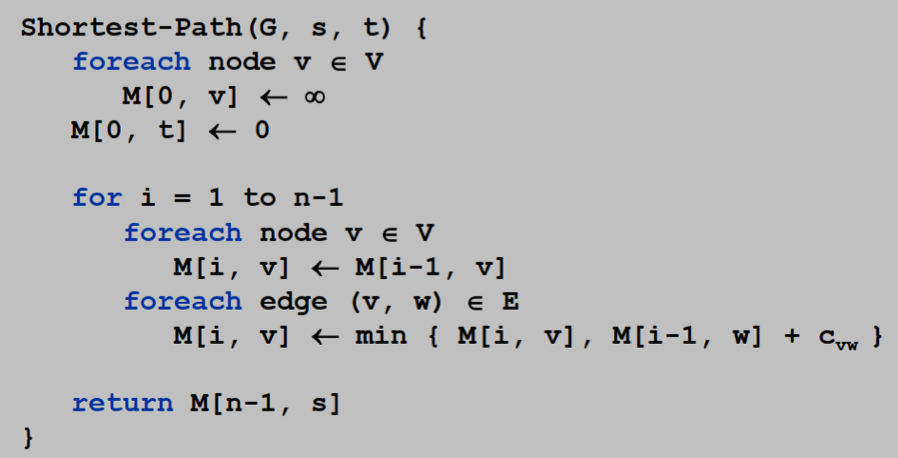 Shortest-Path(G, s, t) {
foreach node v ∈ V
M[0, v] ← ∞
M[0, t] ← 0
for i = 1 to n-1
foreach node v ∈ V
M[i, v] ← M[i-1, v]
foreach edge (v, w) ∈ E
M[i, v] ← min { M[i, v], M[i-1, w] + cvw }
return M[n-1, s]
}